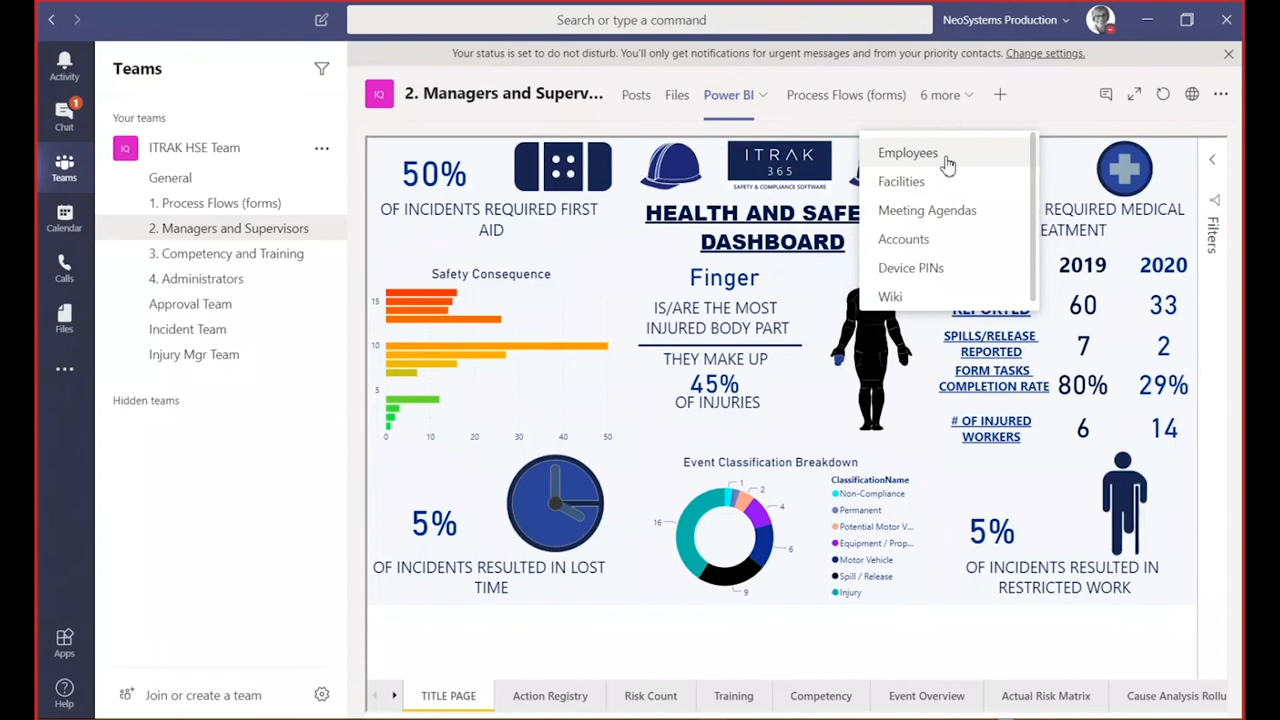 Search or type a command
NeoSystems Production
Your status is set to do not disturb. You'll only get notifications for urgent messages and from your priority contacts. Change settings.
Activity
Chat
1
Teams
Calendar
Calls
Files
Apps
Help
Teams
Your teams
IQ
ITRAK HSE Team
General
1. Process Flows (forms)
2. Managers and Supervisors
3. Competency and Training
4. Administrators
Approval Team
Incident Team
Injury Mgr Team
Hidden teams
Join or create a team
IQ
2. Managers and Superv...
Posts
Files
Power BI
Process Flows (forms)
6 more
Employees
Facilities
Meeting Agendas
Accounts
Device PINs
Wiki
50%
OF INCIDENTS REQUIRED FIRST
AID
ITRAK
365
SAFETY & COMPLIANCE SOFTWARE
HEALTH AND SAFE
DASHBOARD
REQUIRED MEDICAL
EATMENT
Filters
Safety Consequence
15
10
5
0
10
20
30
40
50
Finger
IS/ARE THE MOST
INJURED BODY PART
THEY MAKE UP
45%
OF INJURIES
2019
2020
REPORTED
60
33
SPILLS/RELEASE
REPORTED
7
2
FORM TASKS
COMPLETION RATE
80%
29%
# OF INJURED
WORKERS
6
14
5%
OF INCIDENTS RESULTED IN LOST
TIME
Event Classification Breakdown
1
2
4
6
9
16
ClassificationName
Non-Compliance
Permanent
Potential Motor V...
Equipment / Prop...
Motor Vehicle
Spill / Release
Injury
5%
OF INCIDENTS RESULTED IN
RESTRICTED WORK
TITLE PAGE
Action Registry
Risk Count
Training
Competency
Event Overview
Actual Risk Matrix
Cause Analysis Rollu